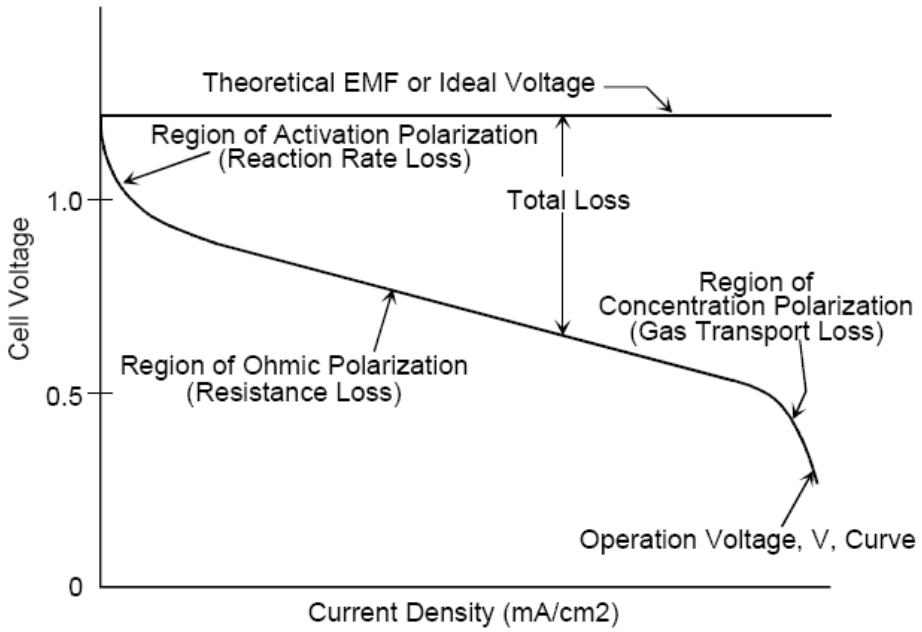 Theoretical EMF or Ideal Voltage
Region of Activation Polarization
(Reaction Rate Loss)
1.0
Total Loss
Cell Voltage
Region of
Concentration Polarization
(Gas Transport Loss)
Region of Ohmic Polarization
(Resistance Loss)
0.5
Operation Voltage, V, Curve
0
Current Density (mA/cm2)